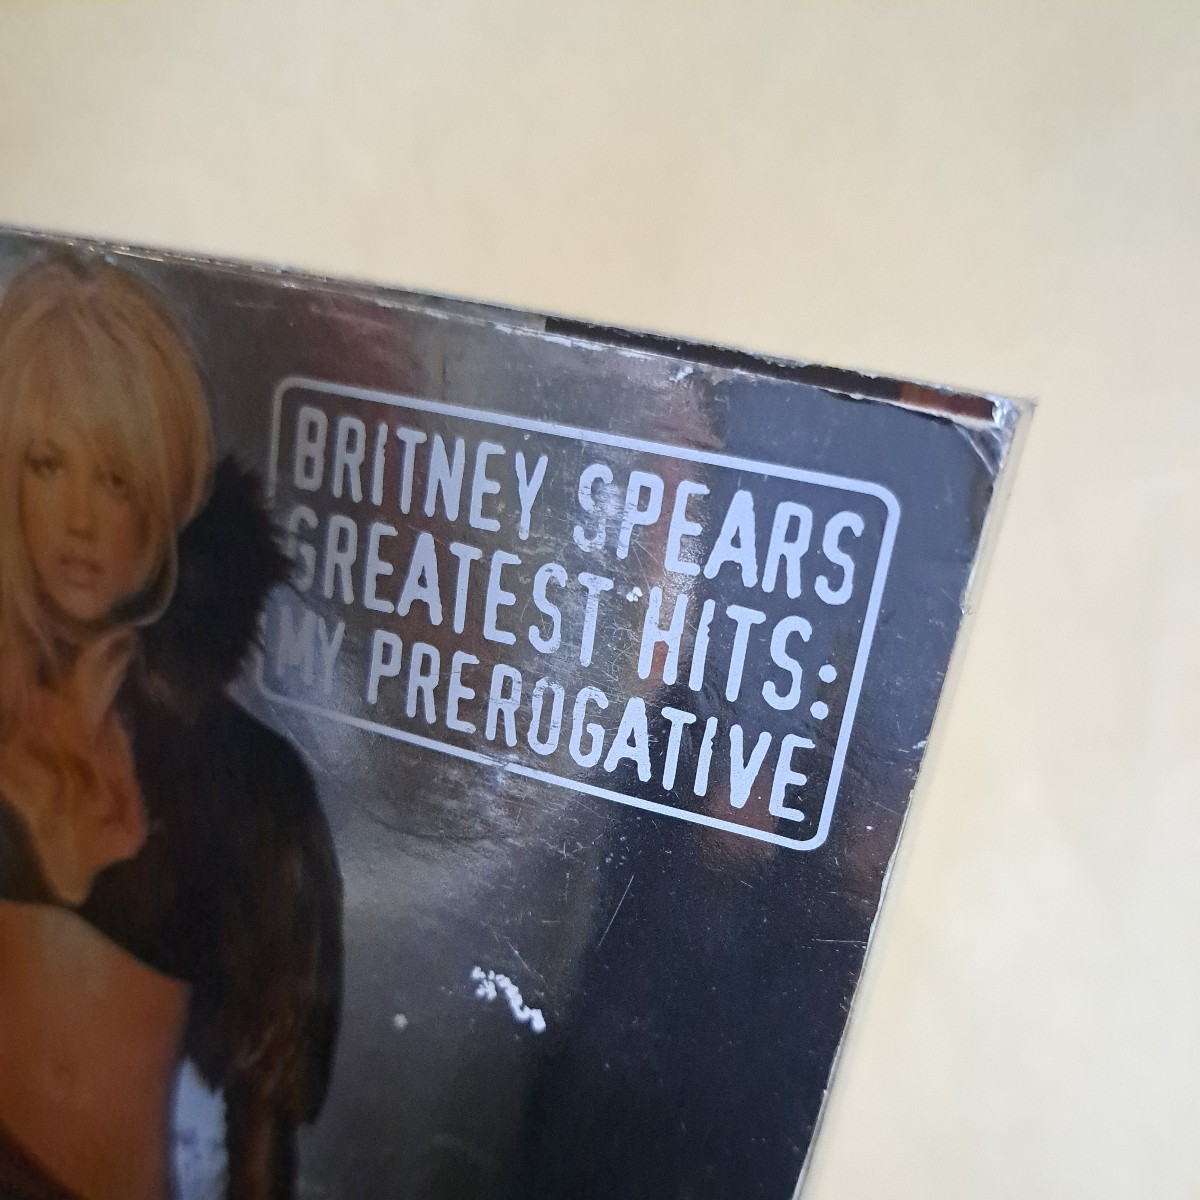 BRITNEY SPEARS
GREATEST HITS:
MY PREROGATIVE